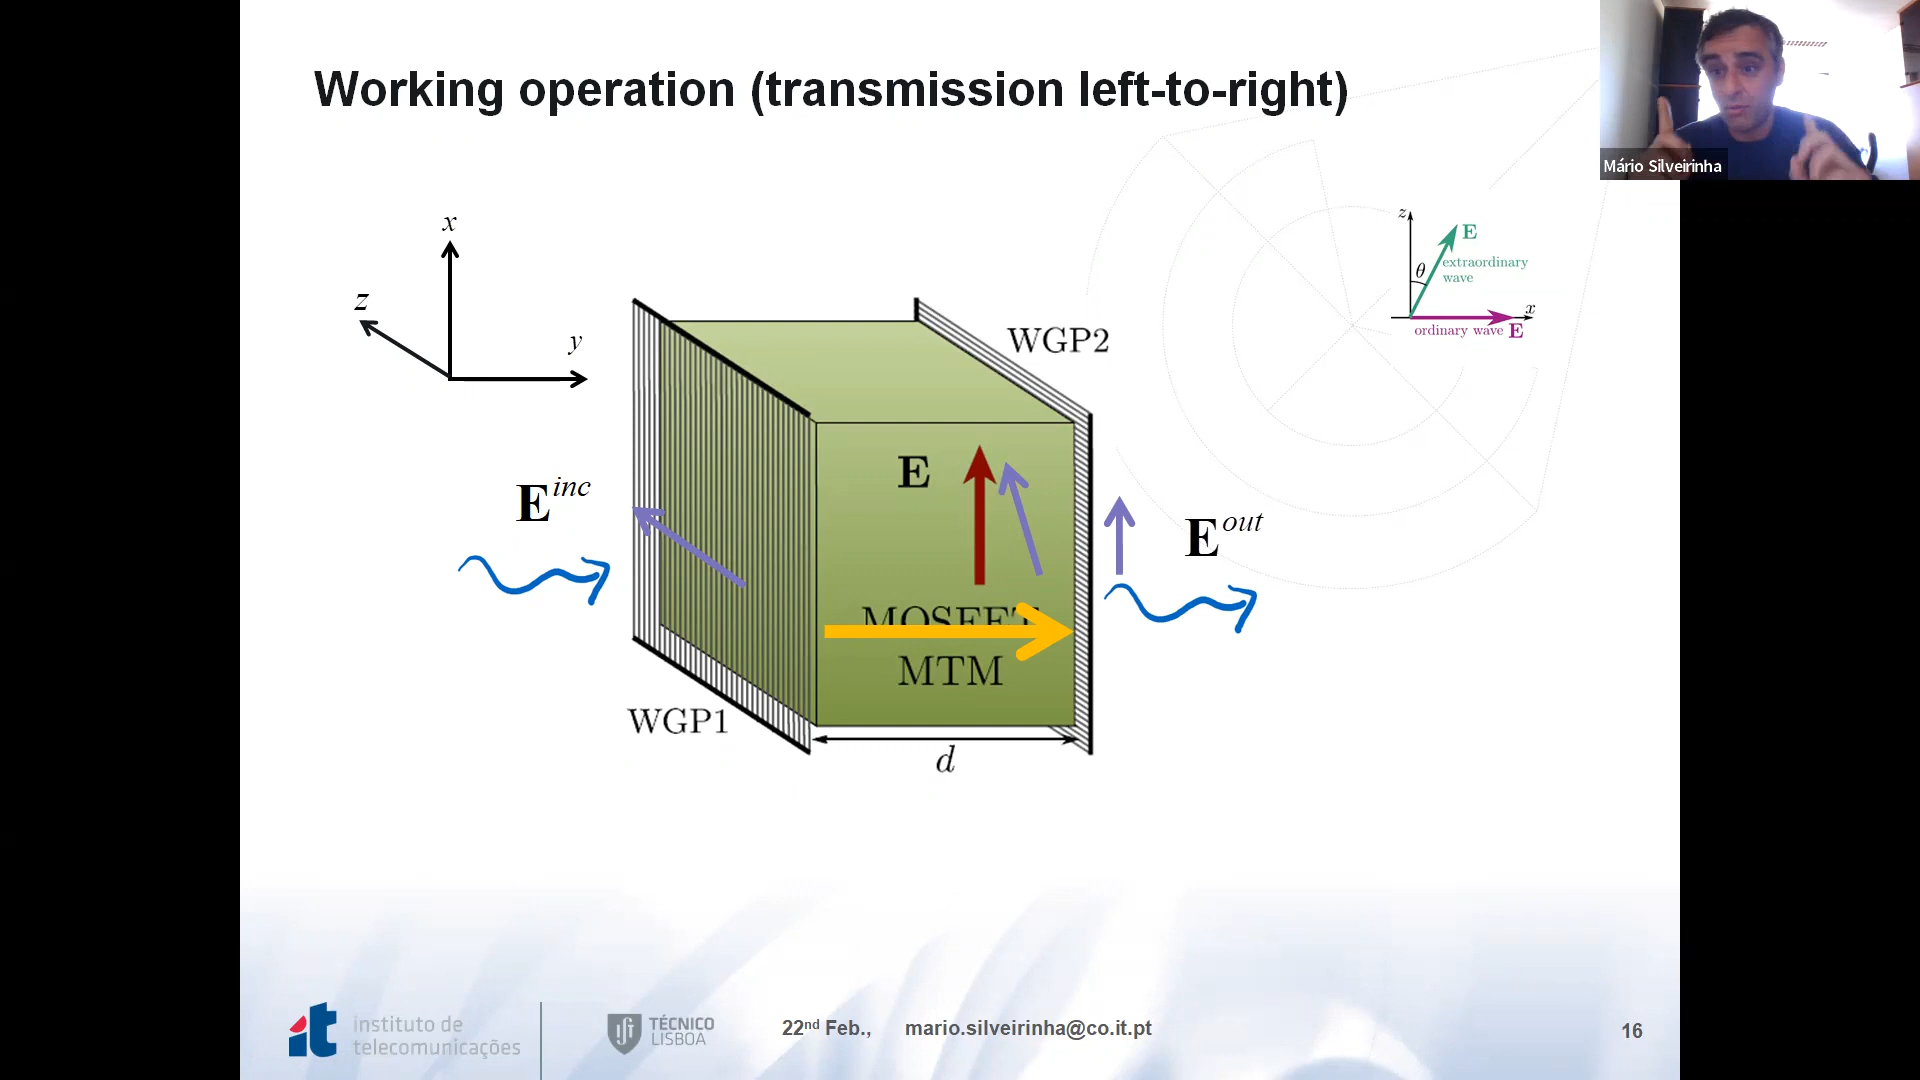 Working operation (transmission left-to-right)
Mário Silveirinha
x
z
y
z
E
extraordinary
wave
θ
x
ordinary wave E
WGP2
E
E^inc
E^out
MOSFET
MTM
WGP1
d
instituto de
telecomunicações
TÉCNICO
LISBOA
22nd Feb.,
mario.silveirinha@co.it.pt
16